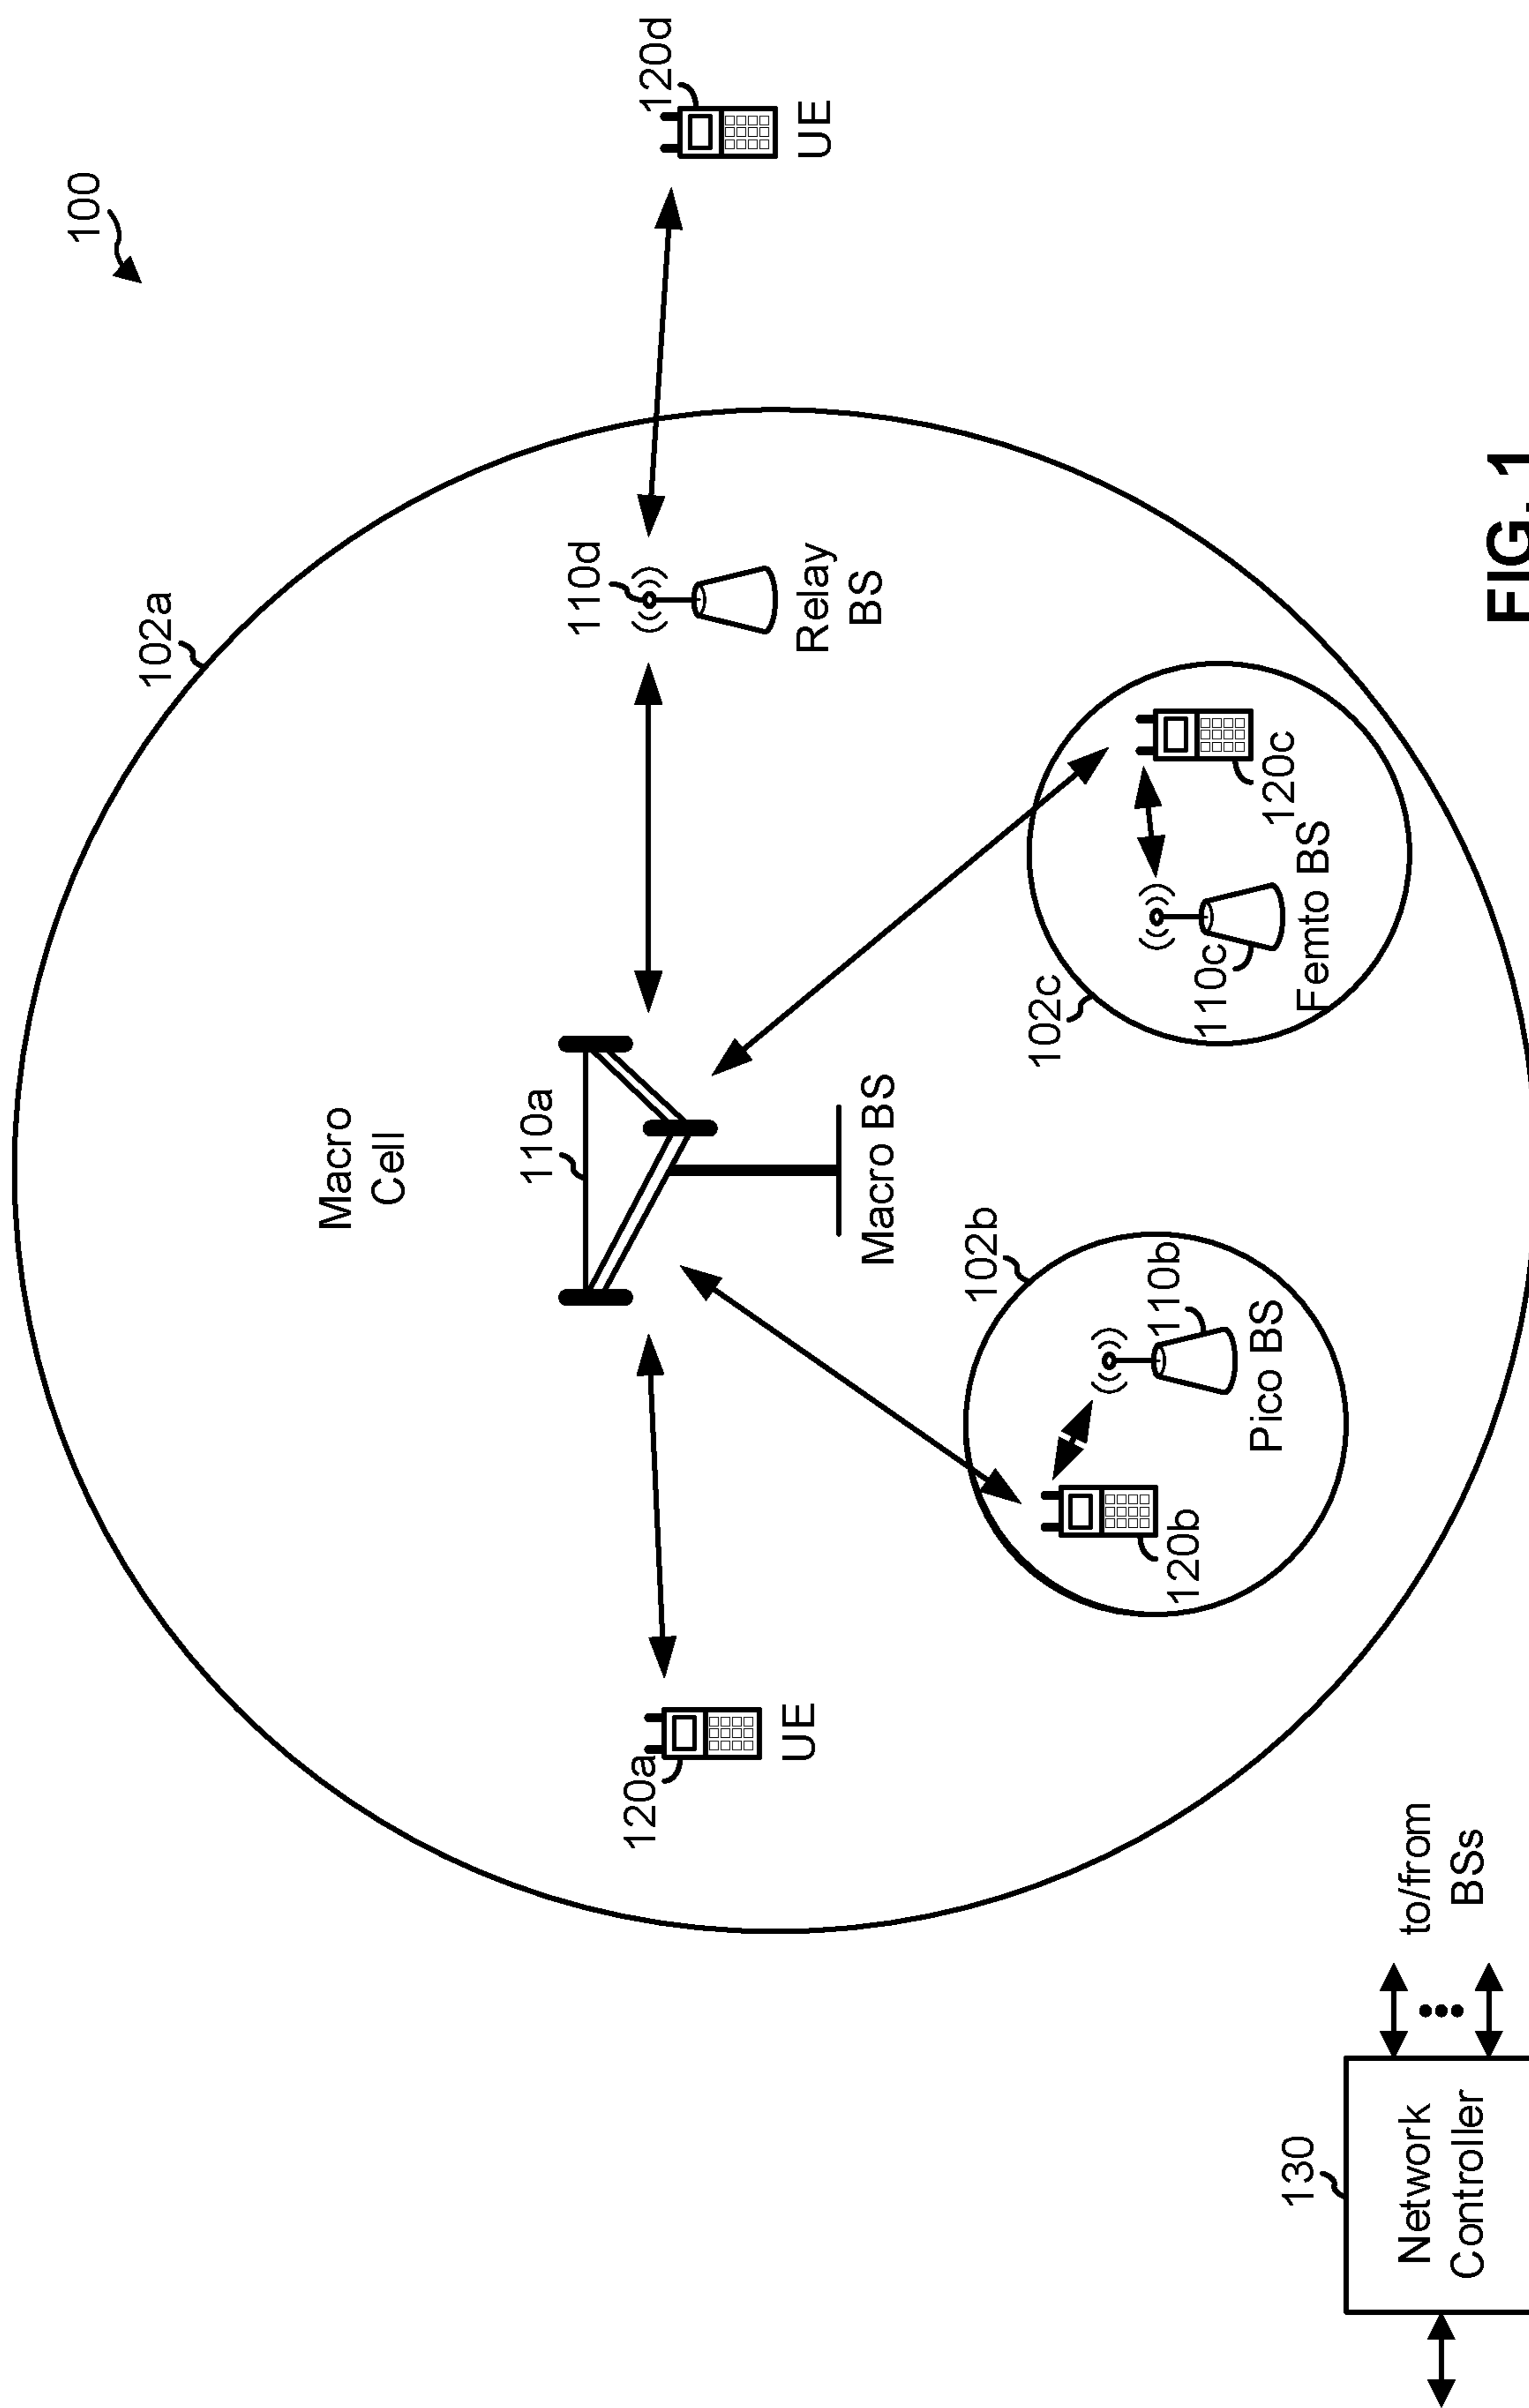 100
102a
Macro
Cell
110a
110d
120a
120d
UE
UE
Relay
BS
Macro BS
102b
102c
120b
110b
Pico BS
110c
120c
Femto BS
130
Network
Controller
to/from
BSs
FIG. 1